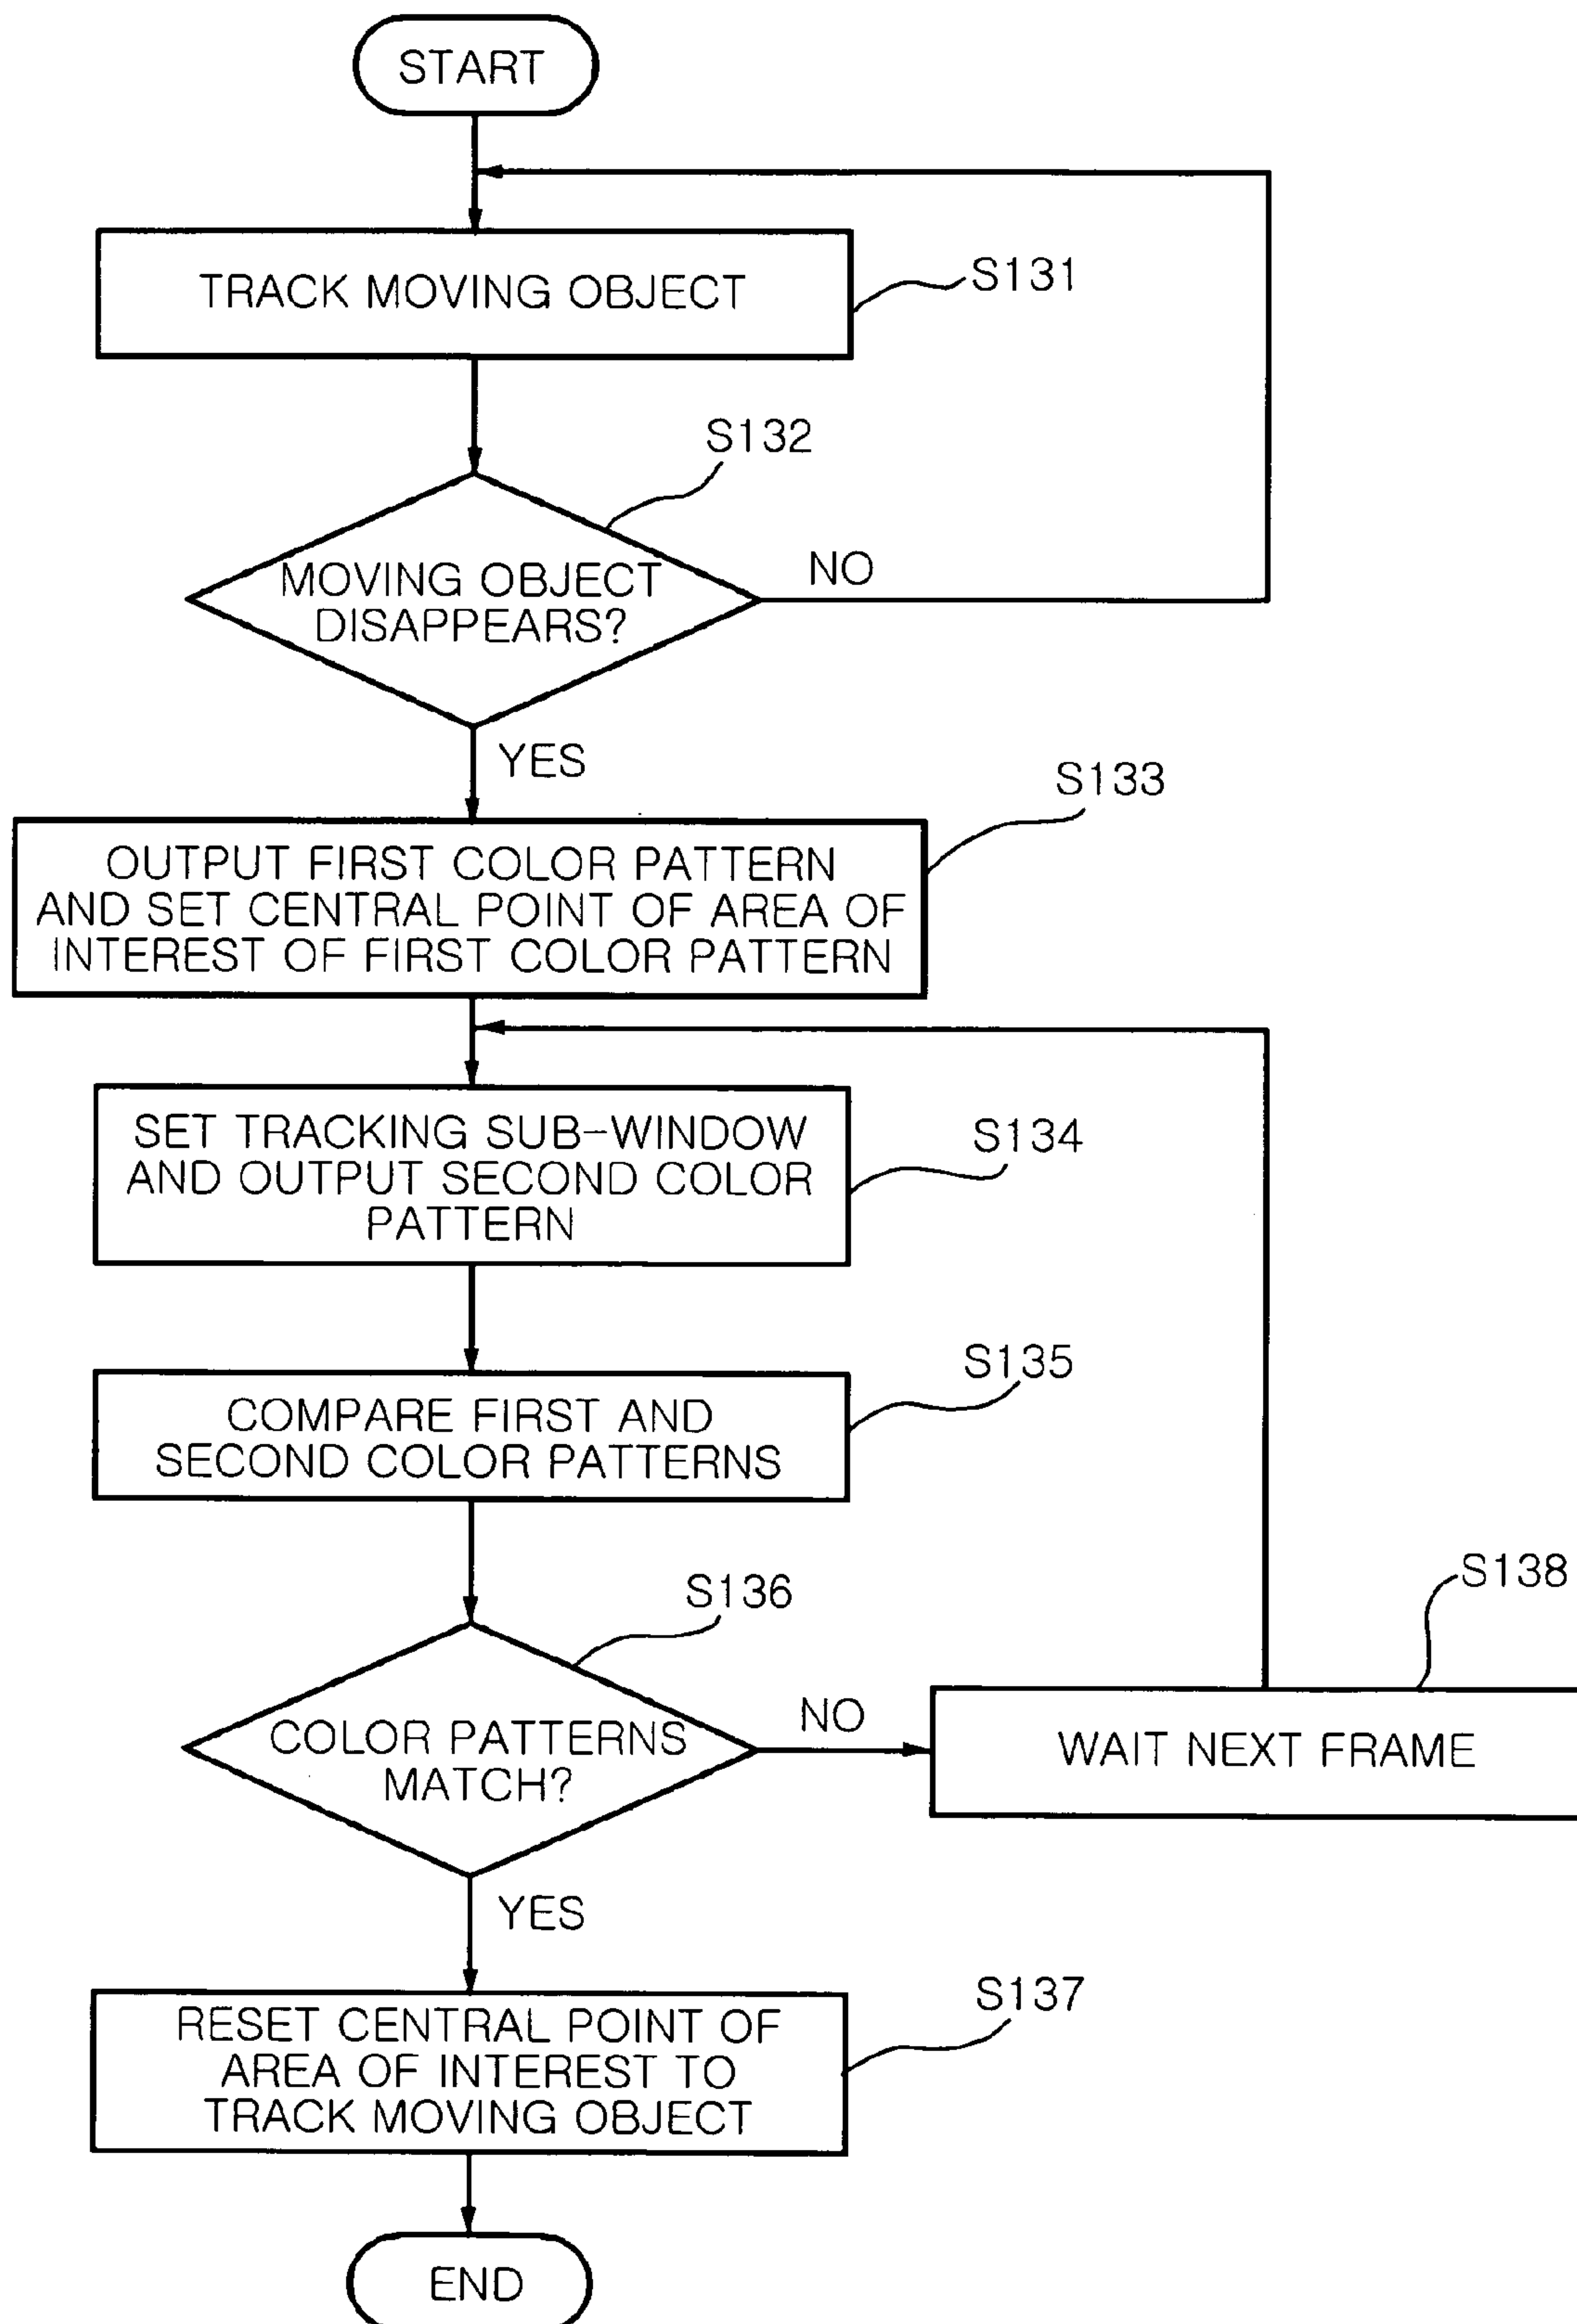 START
TRACK MOVING OBJECT
S131
S132
MOVING OBJECT
DISAPPEARS?
NO
YES
S133
OUTPUT FIRST COLOR PATTERN
AND SET CENTRAL POINT OF AREA OF
INTEREST OF FIRST COLOR PATTERN
SET TRACKING SUB-WINDOW
AND OUTPUT SECOND COLOR
PATTERN
S134
S135
COMPARE FIRST AND
SECOND COLOR PATTERNS
S136
S138
COLOR PATTERNS
MATCH?
NO
WAIT NEXT FRAME
YES
S137
RESET CENTRAL POINT OF
AREA OF INTEREST TO
TRACK MOVING OBJECT
END